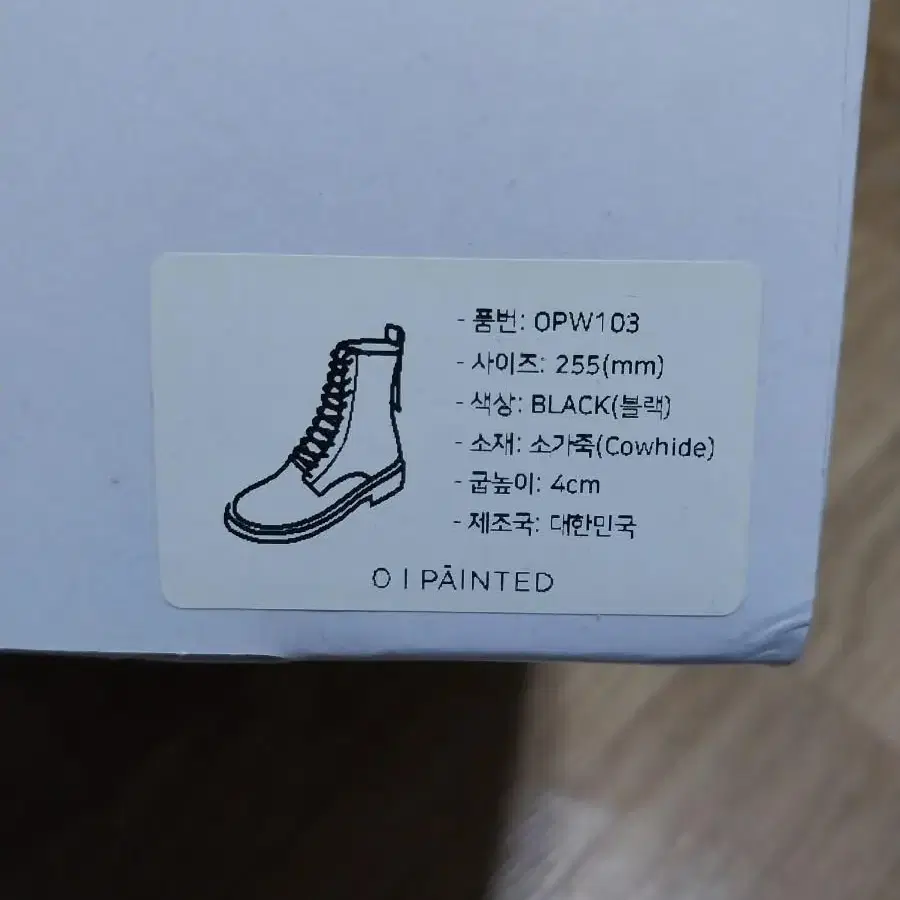 - 품번: OPW103
- 사이즈: 255(mm)
- 색상: BLACK(블랙)
- 소재: 소가죽(Cowhide)
- 굽높이: 4cm
- 제조국: 대한민국
O I PĀINTED